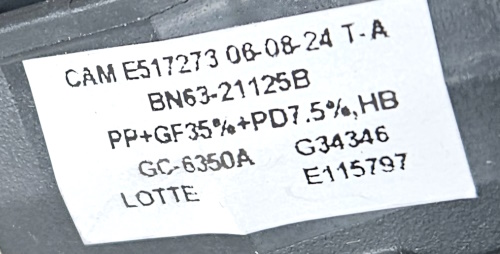 CAM E517273 06-08-24 T-A
BN63-21125B
PP+GF35%+PD7.5%,HB
GC-6350A G34346
LOTTE E115797